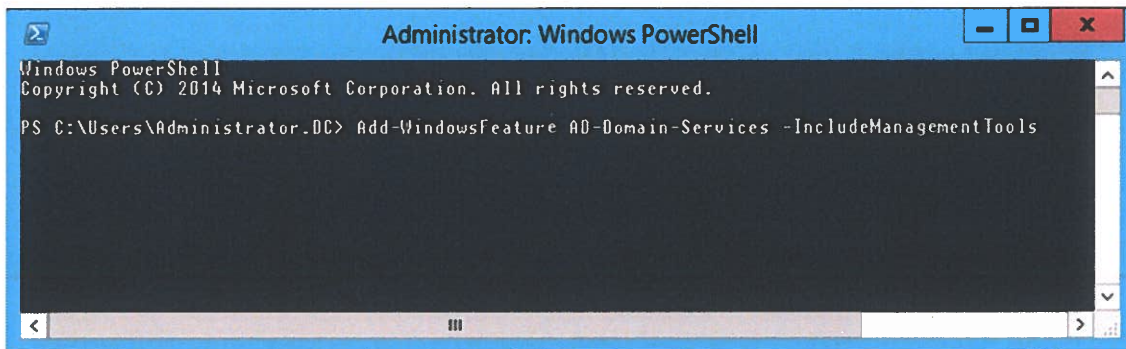 Administrator: Windows PowerShell
Windows PowerShell
Copyright (C) 2014 Microsoft Corporation. All rights reserved.
PS C:\Users\Administrator.DC> Add-WindowsFeature AD-Domain-Services -IncludeManagementTools